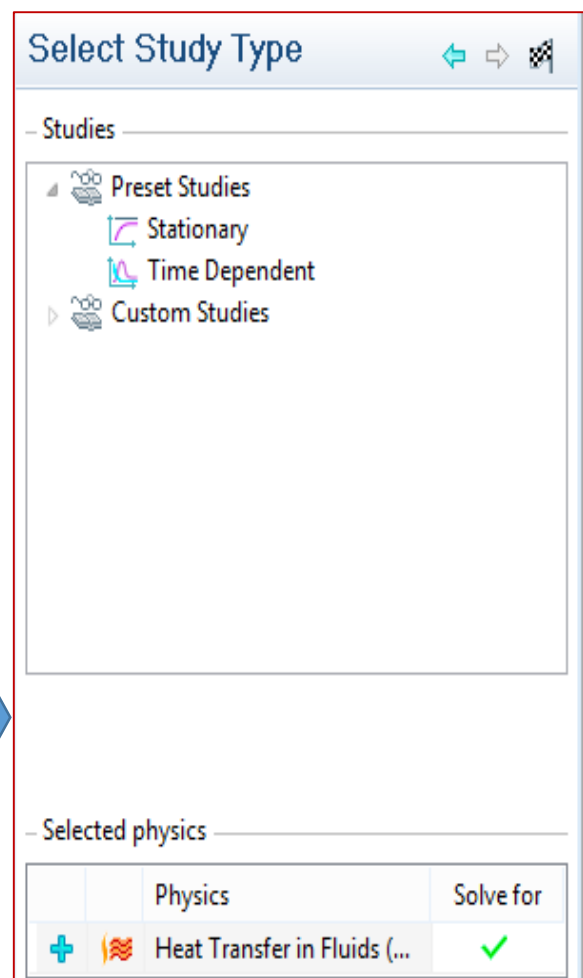 Select Study Type
Studies
Preset Studies
Stationary
Time Dependent
Custom Studies
Selected physics
Physics Solve for
Heat Transfer in Fluids (...